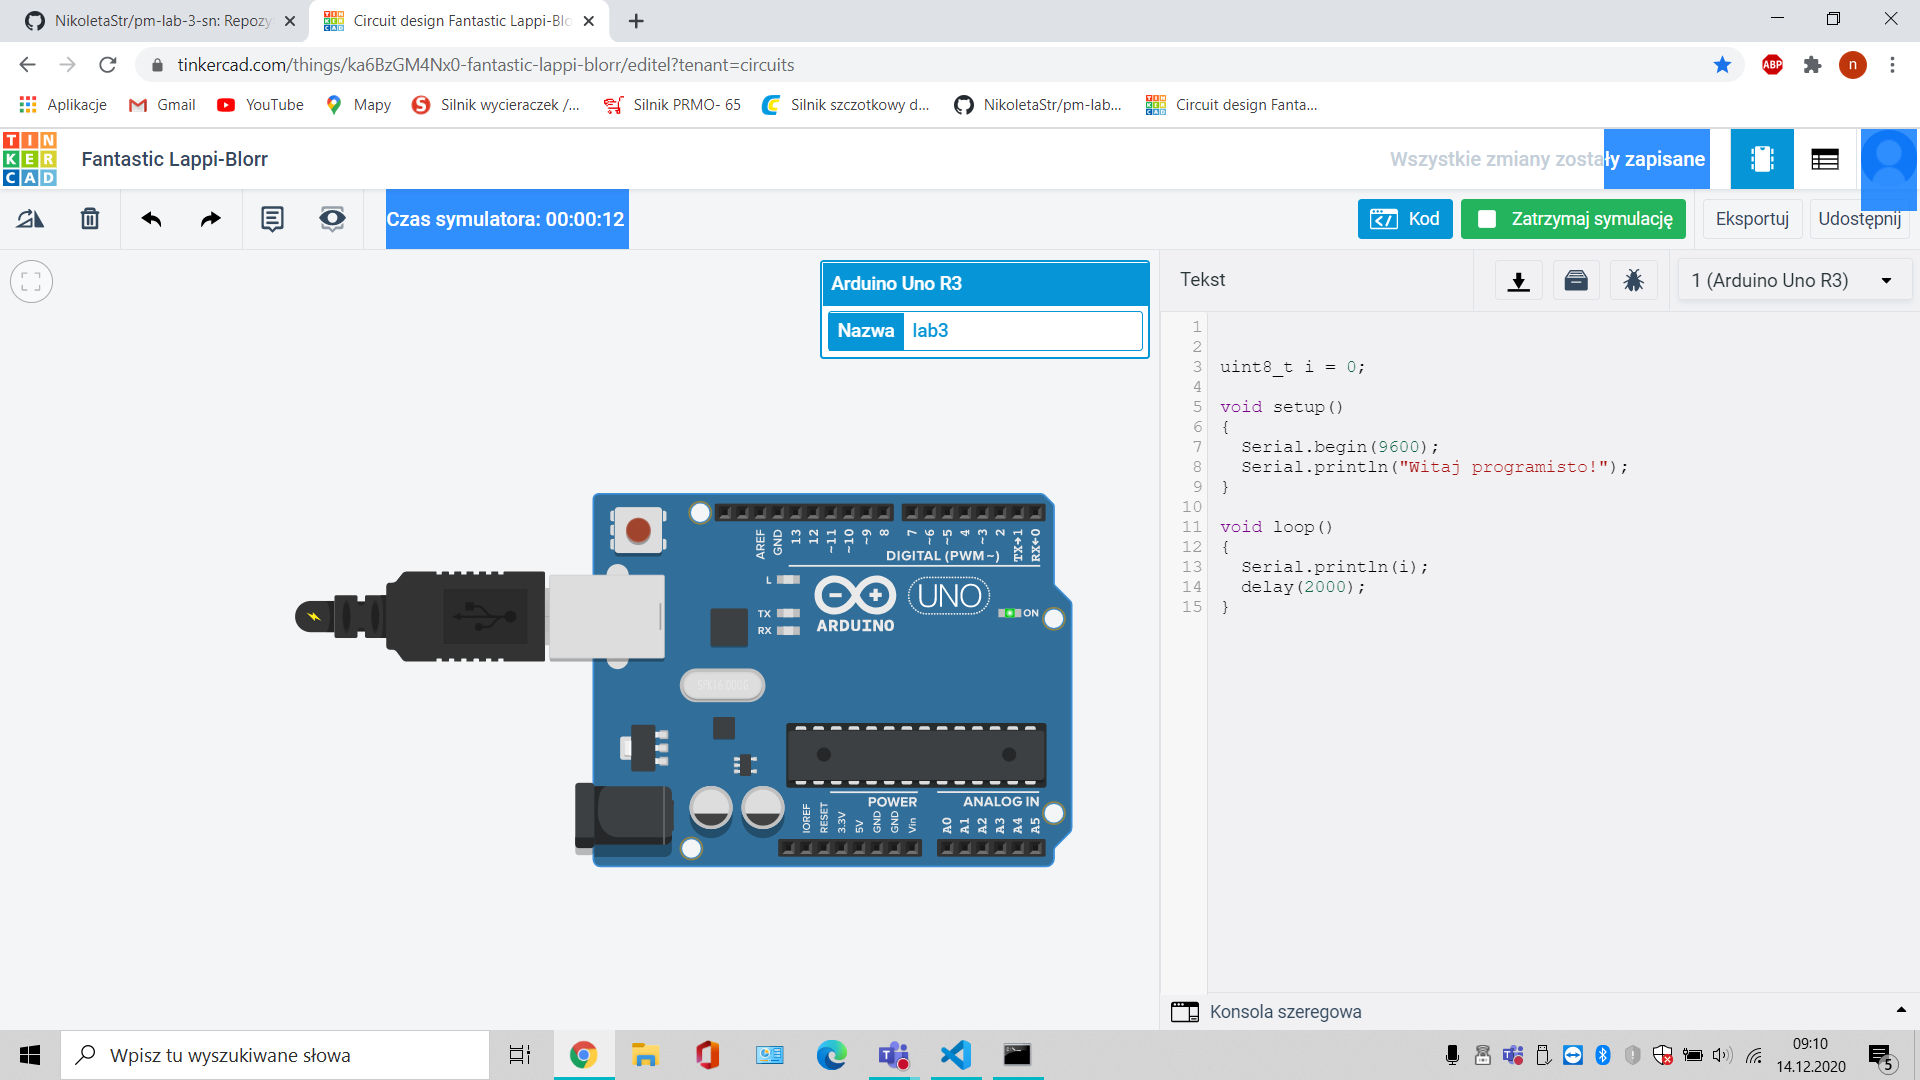 NikoletaStr/pm-lab-3-sn: Repozy
Circuit design Fantastic Lappi-Blo
tinkercad.com/things/ka6BzGM4Nx0-fantastic-lappi-blorr/editel?tenant=circuits
ABP
n
Aplikacje
Gmail
YouTube
Mapy
Silnik wycieraczek /...
Silnik PRMO- 65
Silnik szczotkowy d...
NikoletaStr/pm-lab...
Circuit design Fanta...
TIN
KER
CAD
Fantastic Lappi-Blorr
Wszystkie zmiany zostały zapisane
Czas symulatora: 00:00:12
Kod
Zatrzymaj symulację
Eksportuj
Udostępnij
Arduino Uno R3
Nazwa
lab3
Tekst
1 (Arduino Uno R3)
1
2
3 uint8_t i = 0;
4
5 void setup()
6 {
7 Serial.begin(9600);
8 Serial.println("Witaj programisto!");
9 }
10
11 void loop()
12 {
13 Serial.println(i);
14 delay(2000);
15 }
AREF
GND
13
12
~11
~10
~9
8
7
~6
~5
4
~3
2
TX→1
RX←0
DIGITAL (PWM~)
L
TX
RX
ARDUINO
UNO
ON
POWER
ANALOG IN
IOREF
RESET
3.3V
5V
GND
GND
Vin
A0
A1
A2
A3
A4
A5
Konsola szeregowa
Wpisz tu wyszukiwane słowa
09:10
14.12.2020
5